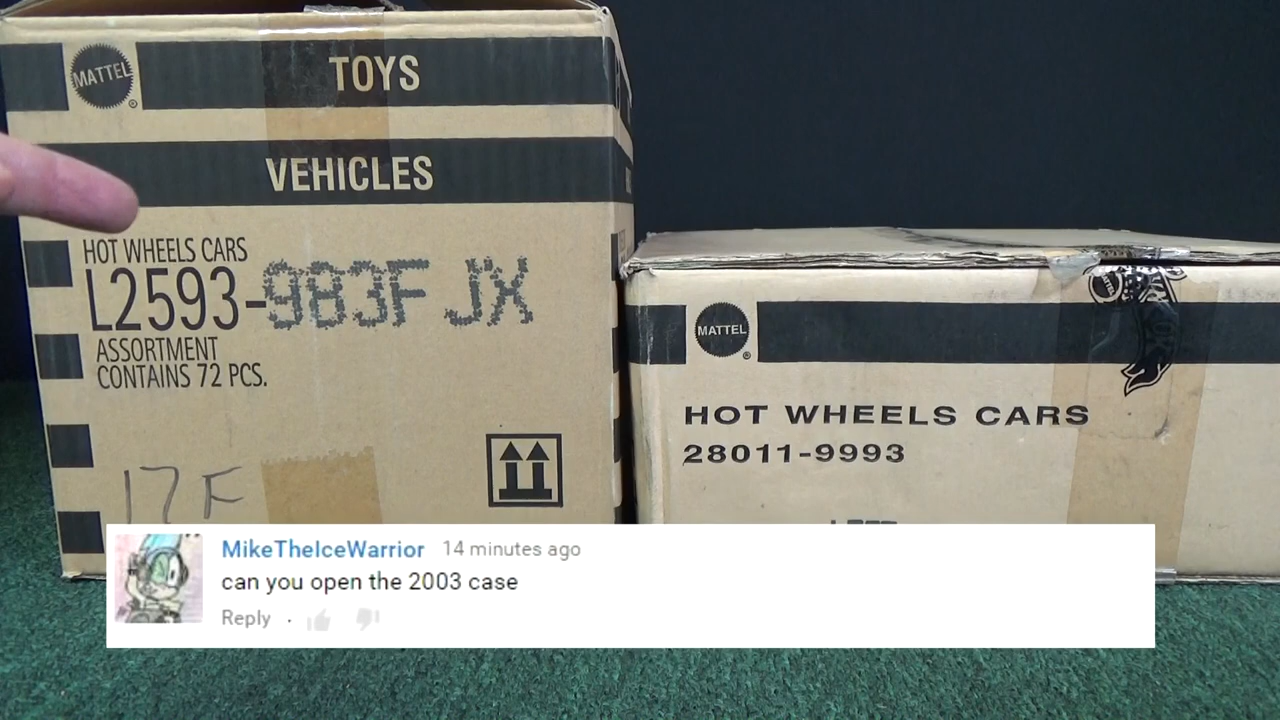 MATTEL
TOYS
VEHICLES
HOT WHEELS CARS
L2593-983F JX
ASSORTMENT
CONTAINS 72 PCS.
17F
MATTEL
HOT WHEELS CARS
28011-9993
MikeTheIceWarrior 14 minutes ago
can you open the 2003 case
Reply ·